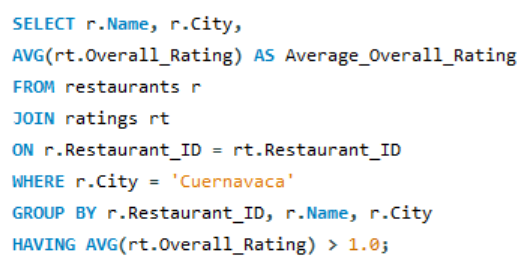 SELECT r.Name, r.City,
AVG(rt.Overall_Rating) AS Average_Overall_Rating
FROM restaurants r
JOIN ratings rt
ON r.Restaurant_ID = rt.Restaurant_ID
WHERE r.City = 'Cuernavaca'
GROUP BY r.Restaurant_ID, r.Name, r.City
HAVING AVG(rt.Overall_Rating) > 1.0;